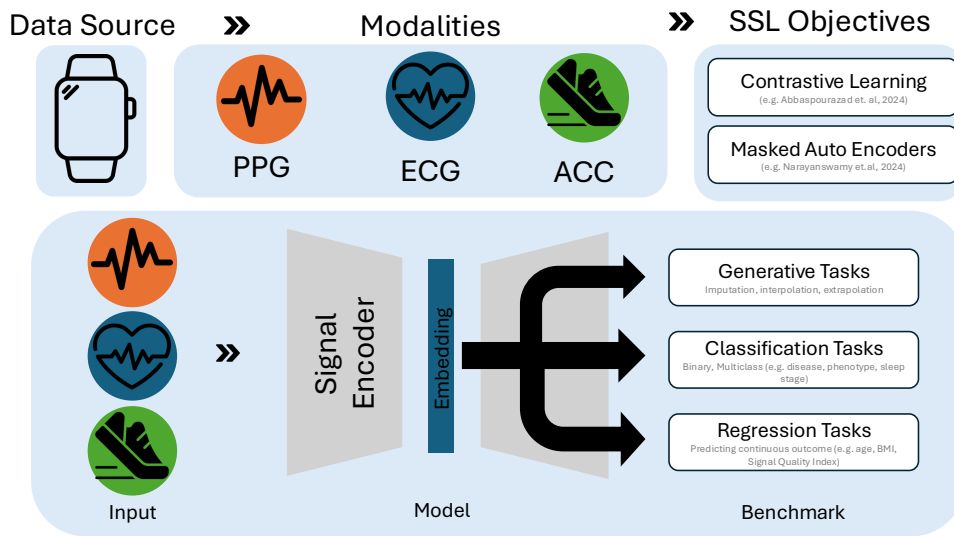 Data Source » Modalities » SSL Objectives
PPG
ECG
ACC
Contrastive Learning
(e.g. Abbaspourazad et. al, 2024)
Masked Auto Encoders
(e.g. Narayanswamy et.al, 2024)
»
Signal
Encoder
Embedding
Generative Tasks
Imputation, interpolation, extrapolation
Classification Tasks
Binary, Multiclass (e.g. disease, phenotype, sleep
stage)
Regression Tasks
Predicting continuous outcome (e.g. age, BMI,
Signal Quality Index)
Input
Model
Benchmark